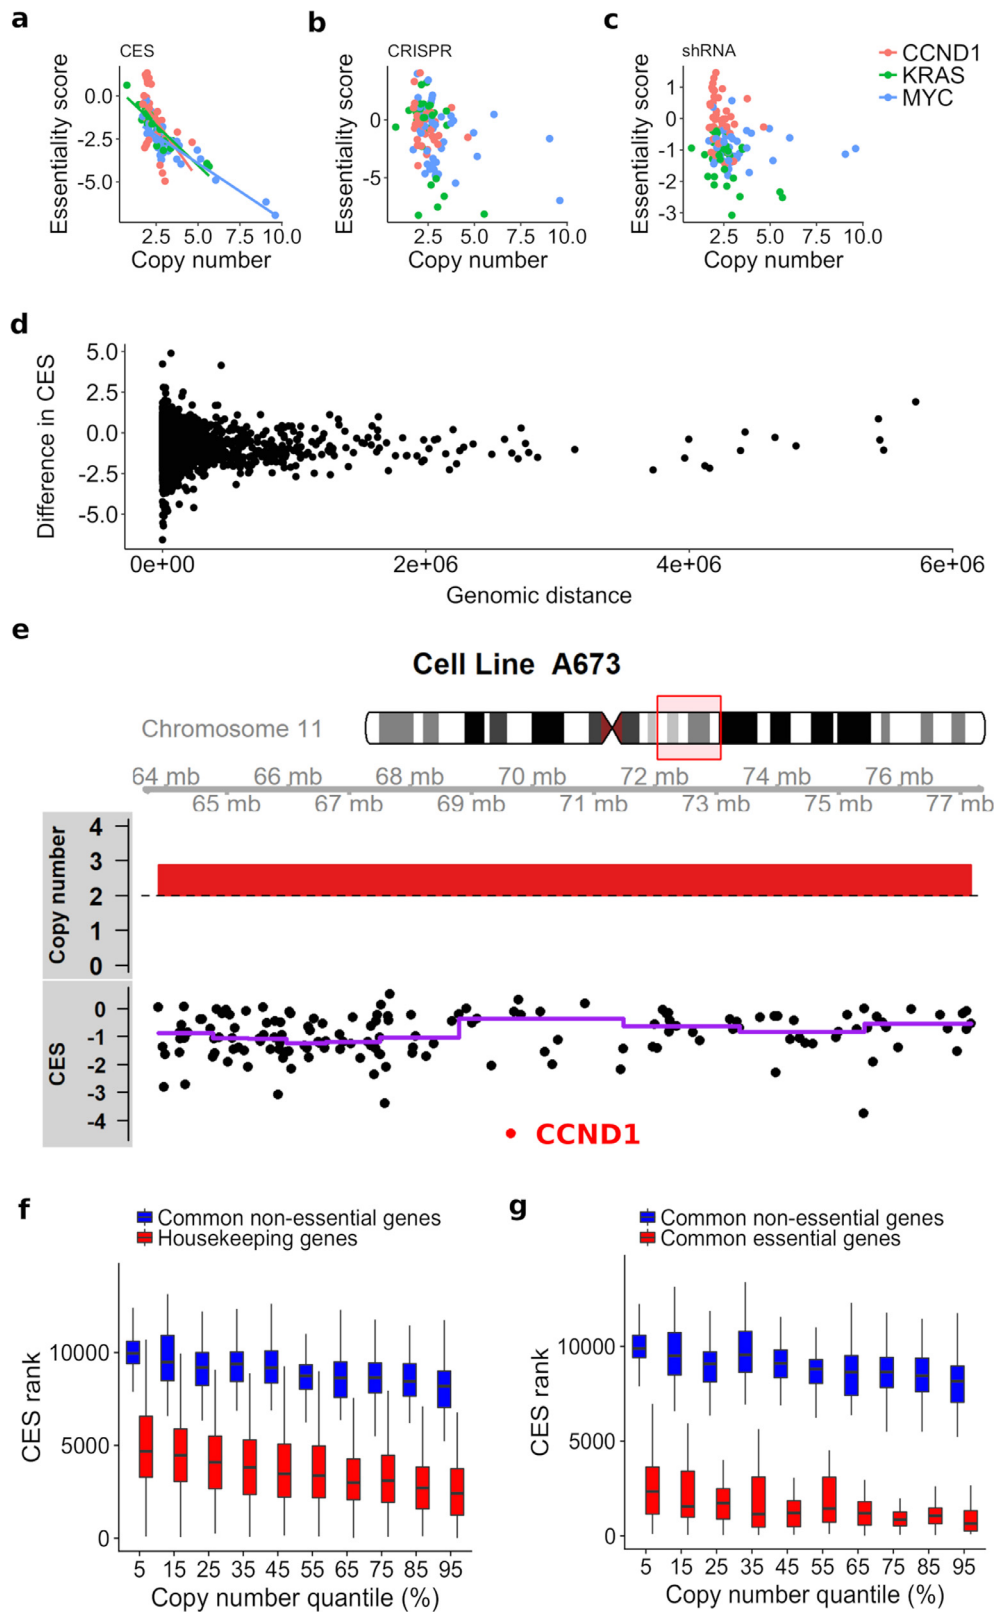 a
CES
Essentiality score
0.0
-2.5
-5.0
2.5 5.0 7.5 10.0
Copy number
b
CRISPR
Essentiality score
0
-5
2.5 5.0 7.5 10.0
Copy number
c
shRNA
Essentiality score
1
0
-1
-2
-3
2.5 5.0 7.5 10.0
Copy number
CCND1
KRAS
MYC
d
Difference in CES
5.0
2.5
0.0
-2.5
-5.0
0e+00 2e+06 4e+06 6e+06
Genomic distance
e
Cell Line A673
Chromosome 11
64 mb 66 mb 68 mb 70 mb 72 mb 74 mb 76 mb
65 mb 67 mb 69 mb 71 mb 73 mb 75 mb 77 mb
Copy number
4
3
2
1
0
CES
0
-1
-2
-3
-4
CCND1
f
Common non-essential genes
Housekeeping genes
CES rank
10000
5000
0
5 15 25 35 45 55 65 75 85 95
Copy number quantile (%)
g
Common non-essential genes
Common essential genes
CES rank
10000
5000
0
5 15 25 35 45 55 65 75 85 95
Copy number quantile (%)